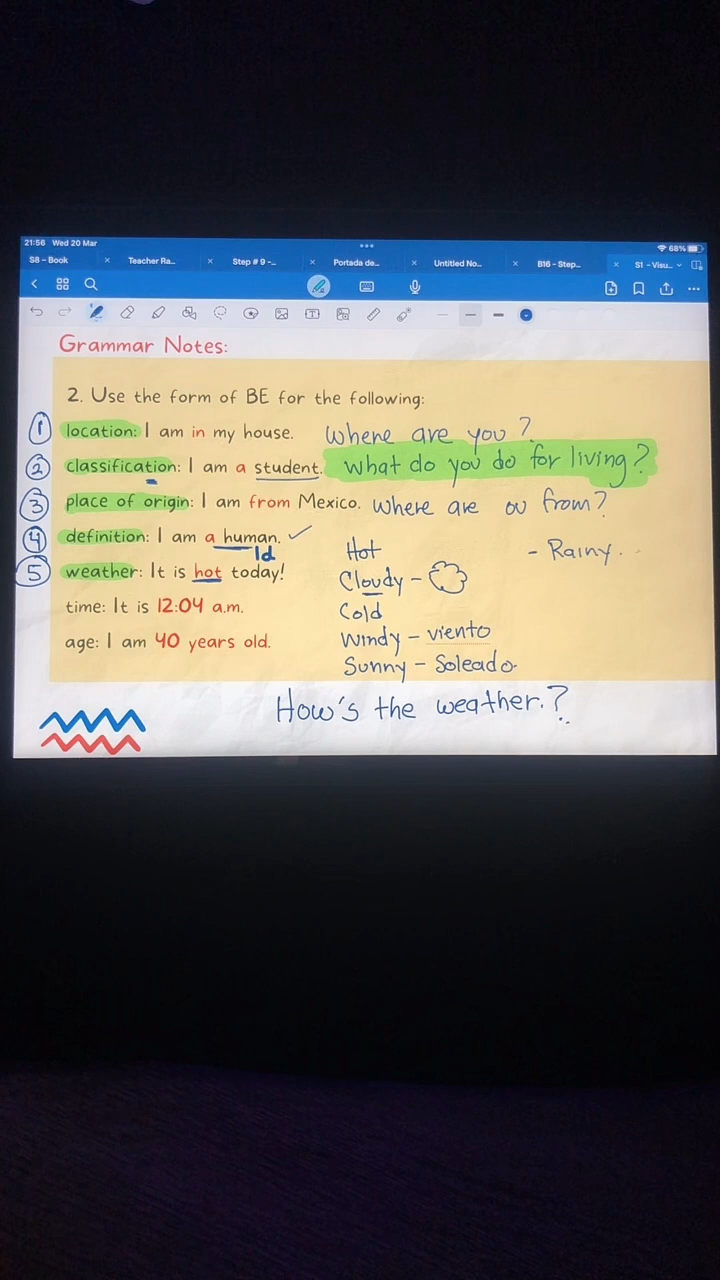 21:56 Wed 20 Mar
68%
S8 - Book
Teacher Ra...
Step # 9 -...
Portada de...
Untitled No...
B16 - Step...
S1 - Visu...
Grammar Notes:
2. Use the form of BE for the following:
1 location: I am in my house. Where are you?
2 classification: I am a student. What do you do for living?
3 place of origin: I am from Mexico. Where are ou from?
4 definition: I am a human. ✓
ld
Hot - Rainy.
5 weather: It is hot today!
Cloudy -
time: It is 12:04 a.m.
Cold
Windy - viento
age: I am 40 years old.
Sunny - Soleado
How's the weather.?